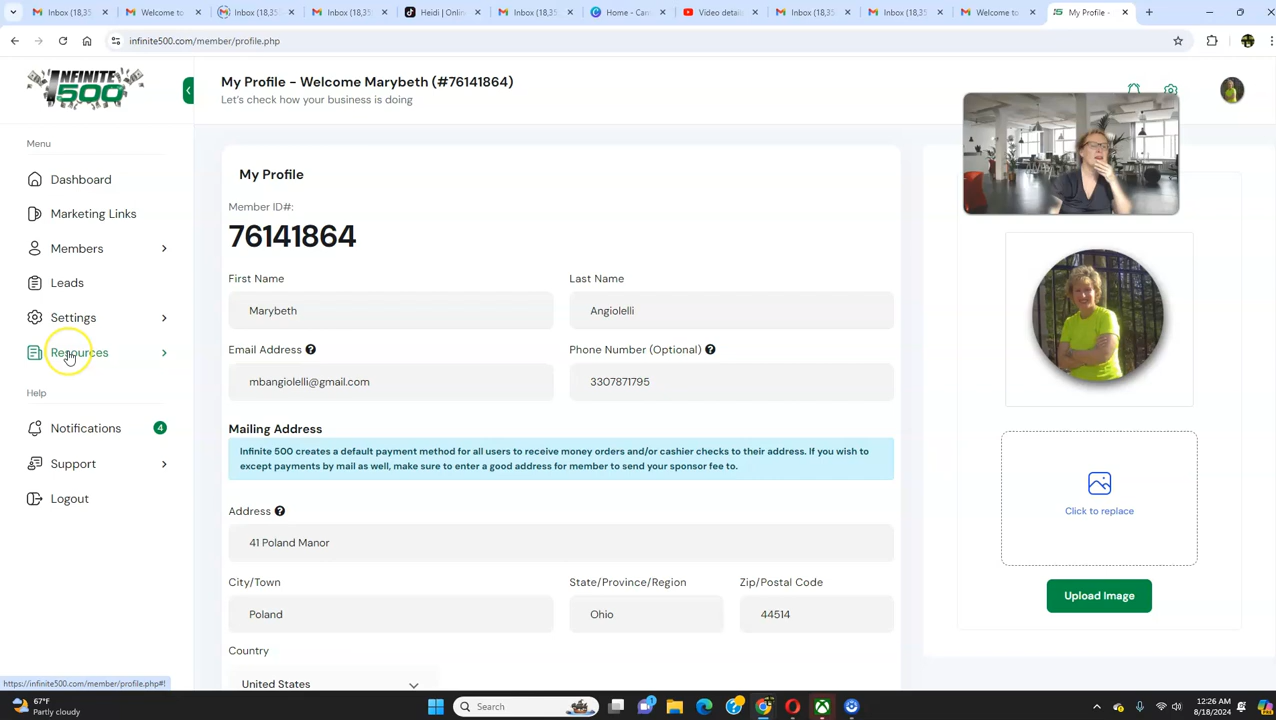 Inbox (18,35
Welcome to
Inbox (18,35
Inbox (18,35
Heidi | Onlin
Inbox (18,35
Home - Can
Video details
Inbox (18,35
Inbox (18,35
Welcome to
My Profile -
infinite500.com/member/profile.php
INFINITE
500
My Profile - Welcome Marybeth (#76141864)
Let's check how your business is doing
Menu
Dashboard
Marketing Links
Members
Leads
Settings
Resources
Help
Notifications 4
Support
Logout
My Profile
Member ID#:
76141864
First Name
Last Name
Marybeth
Angiolelli
Email Address
Phone Number (Optional)
mbangiolelli@gmail.com
3307871795
Mailing Address
Infinite 500 creates a default payment method for all users to receive money orders and/or cashier checks to their address. If you wish to
except payments by mail as well, make sure to enter a good address for member to send your sponsor fee to.
Address
41 Poland Manor
City/Town
State/Province/Region
Zip/Postal Code
Poland
Ohio
44514
Country
United States
Click to replace
Upload Image
https://infinite500.com/member/profile.php#!
67°F
Partly cloudy
Search
12:26 AM
8/18/2024